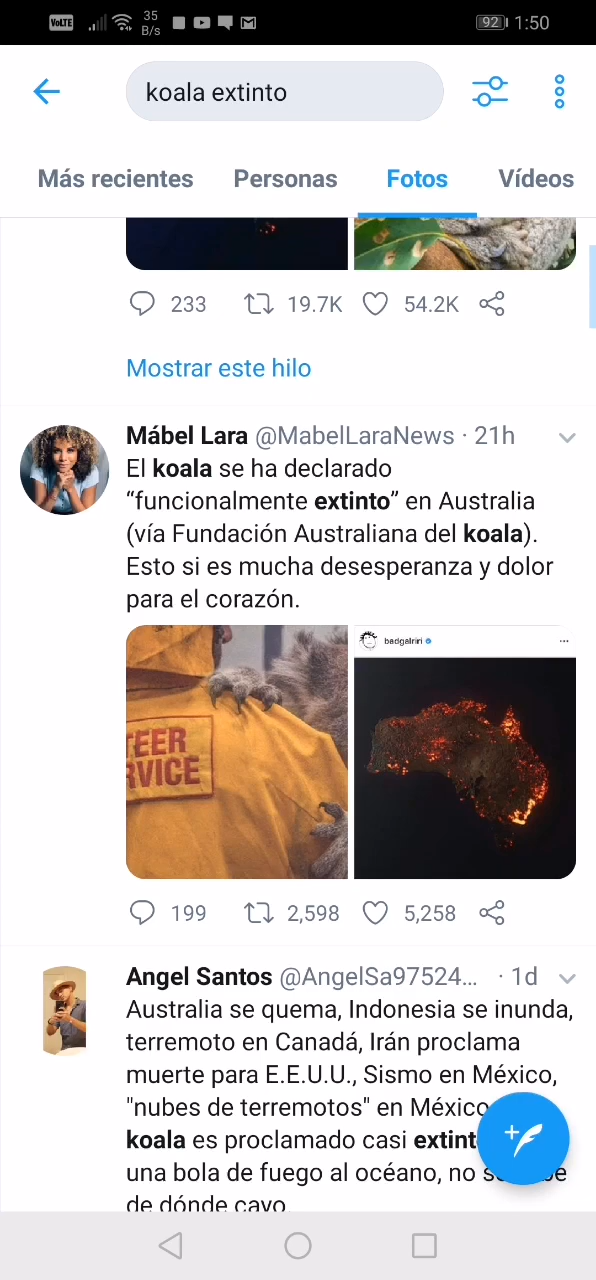 VoLTE 35 B/s 92 1:50
koala extinto
Más recientes Personas Fotos Vídeos
233 19.7K 54.2K
Mostrar este hilo
Mábel Lara @MabelLaraNews · 21h
El koala se ha declarado
“funcionalmente extinto” en Australia
(vía Fundación Australiana del koala).
Esto si es mucha desesperanza y dolor
para el corazón.
badgalriri
TEER
RVICE
199 2,598 5,258
Angel Santos @AngelSa97524... · 1d
Australia se quema, Indonesia se inunda,
terremoto en Canadá, Irán proclama
muerte para E.E.U.U., Sismo en México,
"nubes de terremotos" en México
koala es proclamado casi extint
una bola de fuego al océano, no
de dónde cayo